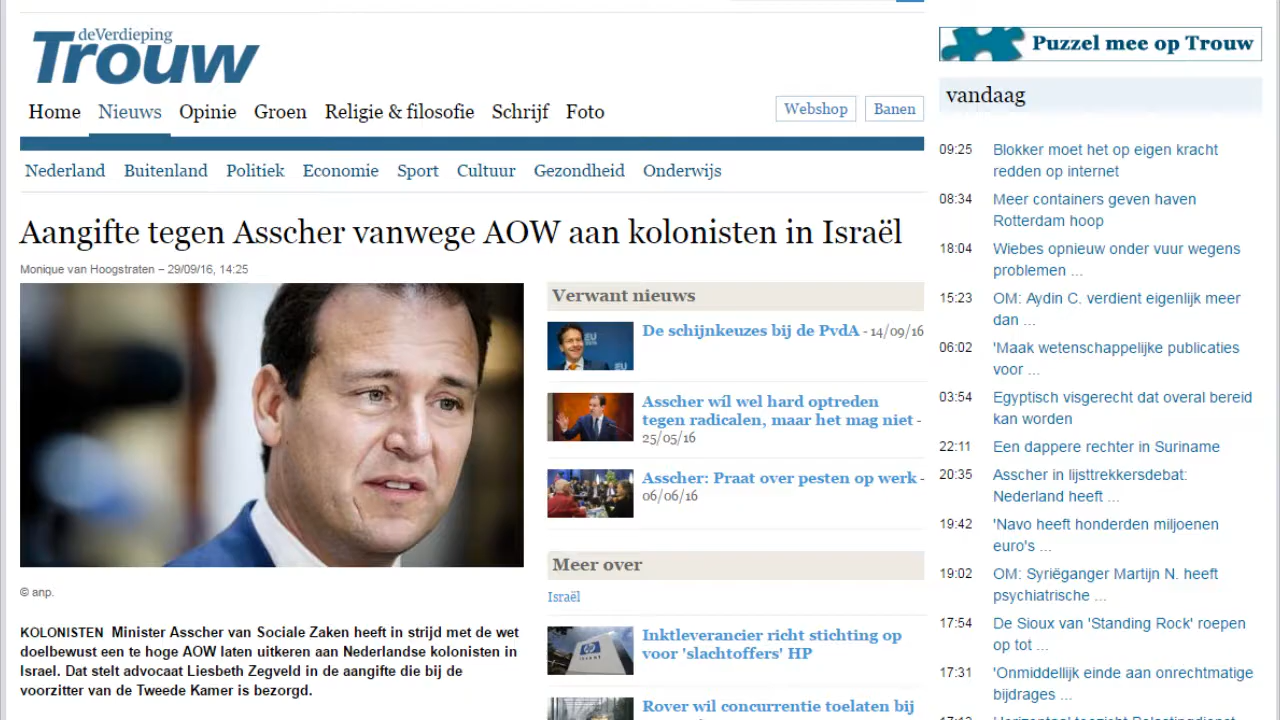 deVerdieping
Trouw
Home Nieuws Opinie Groen Religie & filosofie Schrijf Foto
Webshop Banen
Nederland Buitenland Politiek Economie Sport Cultuur Gezondheid Onderwijs
Aangifte tegen Asscher vanwege AOW aan kolonisten in Israël
Monique van Hoogstraten – 29/09/16, 14:25
© anp.
KOLONISTEN Minister Asscher van Sociale Zaken heeft in strijd met de wet
doelbewust een te hoge AOW laten uitkeren aan Nederlandse kolonisten in
Israel. Dat stelt advocaat Liesbeth Zegveld in de aangifte die bij de
voorzitter van de Tweede Kamer is bezorgd.
Verwant nieuws
EU
De schijnkeuzes bij de PvdA - 14/09/16
Asscher wíl wel hard optreden
tegen radicalen, maar het mag niet -
25/05/16
Asscher: Praat over pesten op werk -
06/06/16
Meer over
Israël
hp
invent
Inktleverancier richt stichting op
voor 'slachtoffers' HP
Rover wil concurrentie toelaten bij
Puzzel mee op Trouw
vandaag
09:25 Blokker moet het op eigen kracht
redden op internet
08:34 Meer containers geven haven
Rotterdam hoop
18:04 Wiebes opnieuw onder vuur wegens
problemen ...
15:23 OM: Aydin C. verdient eigenlijk meer
dan ...
06:02 'Maak wetenschappelijke publicaties
voor ...
03:54 Egyptisch visgerecht dat overal bereid
kan worden
22:11 Een dappere rechter in Suriname
20:35 Asscher in lijsttrekkersdebat:
Nederland heeft ...
19:42 'Navo heeft honderden miljoenen
euro's ...
19:02 OM: Syriëganger Martijn N. heeft
psychiatrische ...
17:54 De Sioux van 'Standing Rock' roepen
op tot ...
17:31 'Onmiddellijk einde aan onrechtmatige
bijdrages ...